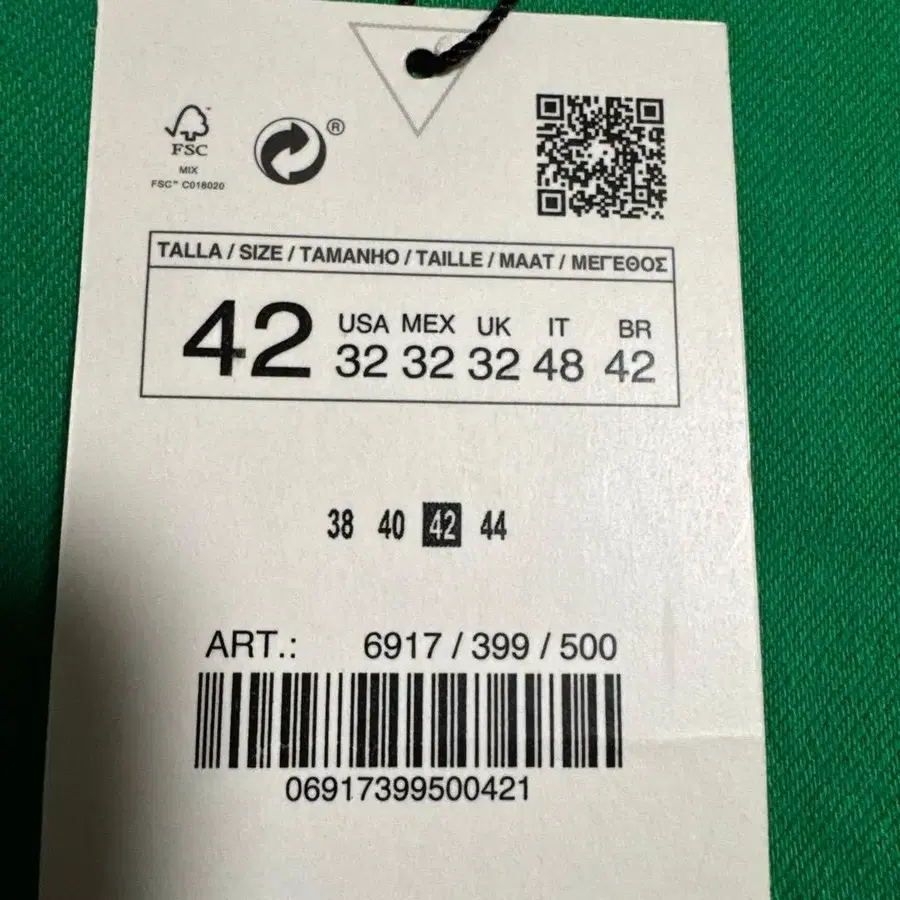 FSC
®
MIX
FSC™ C018020
TALLA / SIZE / TAMANHO / TAILLE / MAAT / ΜΕΓΕΘΟΣ
42
USA MEX UK IT BR
32 32 32 48 42
38 40 42 44
ART.: 6917 / 399 / 500
06917399500421